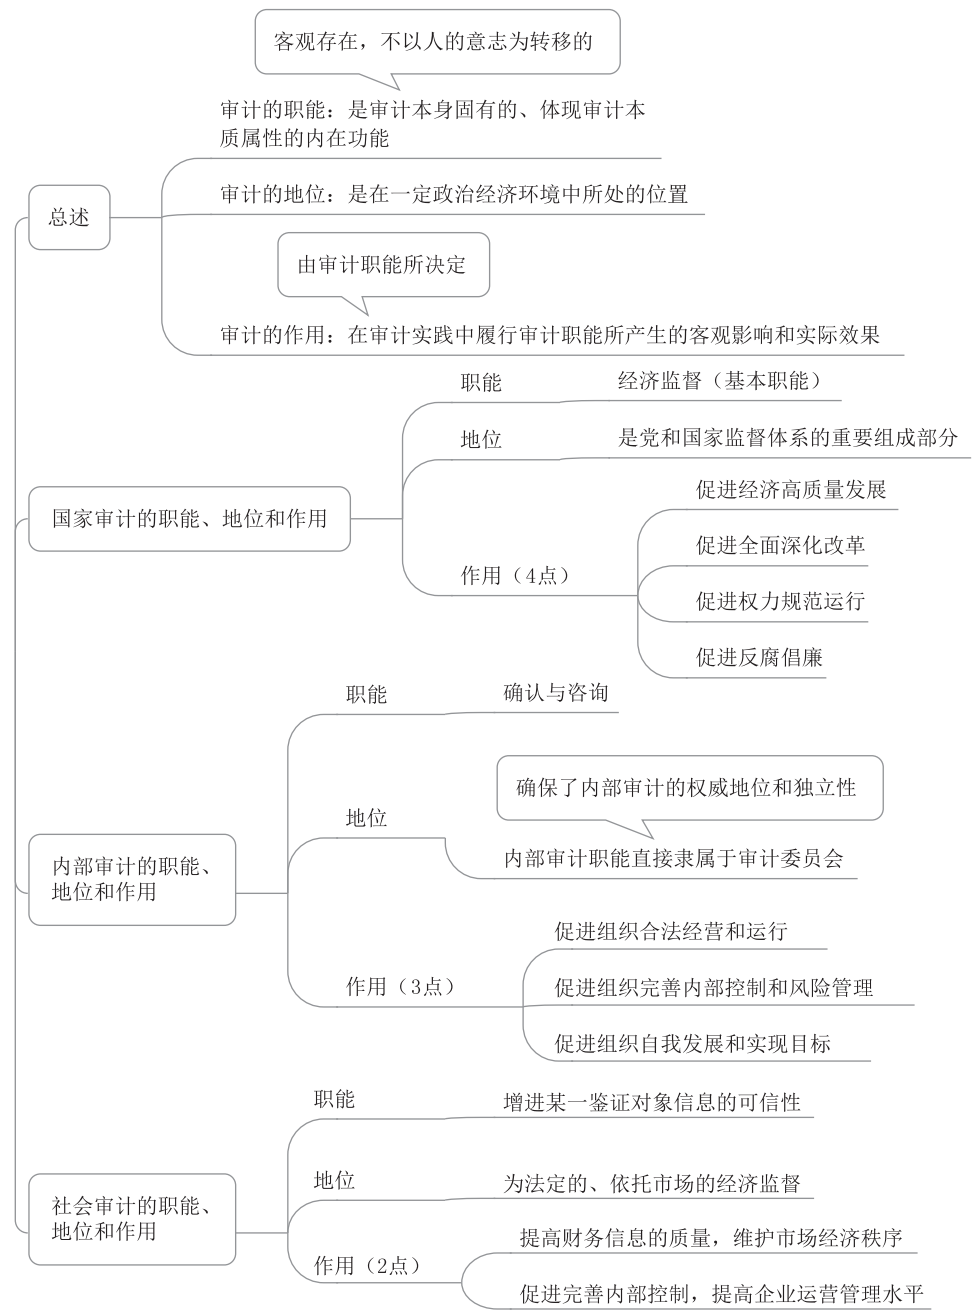 客观存在，不以人的意志为转移的
审计的职能：是审计本身固有的、体现审计本
质属性的内在功能
总述
审计的地位：是在一定政治经济环境中所处的位置
由审计职能所决定
审计的作用：在审计实践中履行审计职能所产生的客观影响和实际效果
国家审计的职能、地位和作用
职能
经济监督（基本职能）
地位
是党和国家监督体系的重要组成部分
作用（4点）
促进经济高质量发展
促进全面深化改革
促进权力规范运行
促进反腐倡廉
内部审计的职能、
地位和作用
职能
确认与咨询
地位
确保了内部审计的权威地位和独立性
内部审计职能直接隶属于审计委员会
作用（3点）
促进组织合法经营和运行
促进组织完善内部控制和风险管理
促进组织自我发展和实现目标
社会审计的职能、
地位和作用
职能
增进某一鉴证对象信息的可信性
地位
为法定的、依托市场的经济监督
作用（2点）
提高财务信息的质量，维护市场经济秩序
促进完善内部控制，提高企业运营管理水平